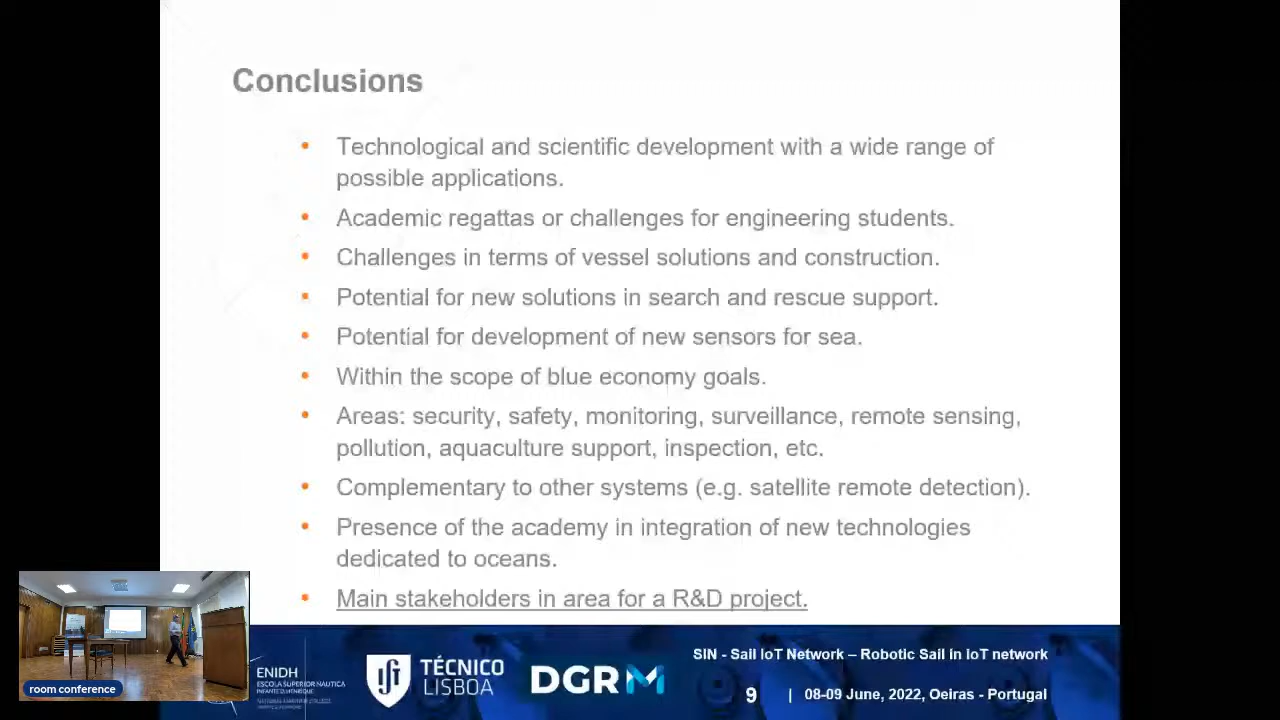 Conclusions
• Technological and scientific development with a wide range of
possible applications.
• Academic regattas or challenges for engineering students.
• Challenges in terms of vessel solutions and construction.
• Potential for new solutions in search and rescue support.
• Potential for development of new sensors for sea.
• Within the scope of blue economy goals.
• Areas: security, safety, monitoring, surveillance, remote sensing,
pollution, aquaculture support, inspection, etc.
• Complementary to other systems (e.g. satellite remote detection).
• Presence of the academy in integration of new technologies
dedicated to oceans.
• Main stakeholders in area for a R&D project.
room conference
ENIDH
ESCOLA SUPERIOR NÁUTICA
INFANTE D. HENRIQUE
TÉCNICO
LISBOA
DGRM
SIN - Sail IoT Network – Robotic Sail in IoT network
9 | 08-09 June, 2022, Oeiras - Portugal